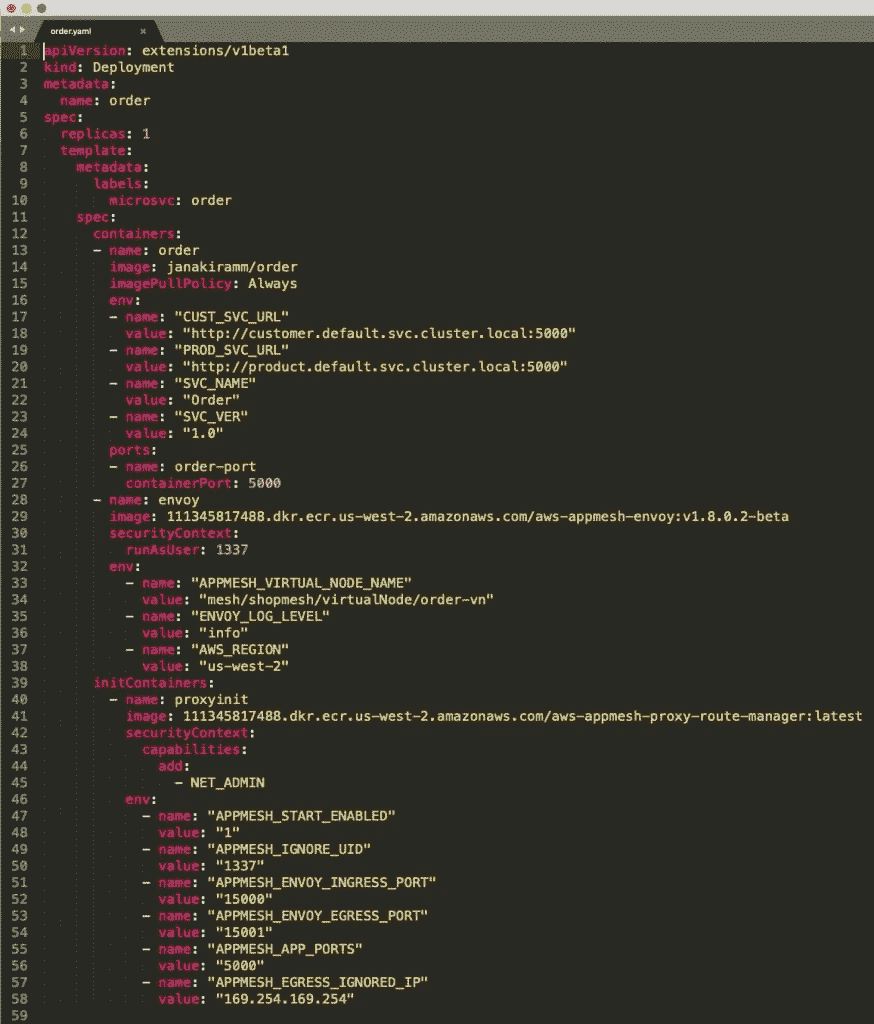 order.yaml
1 apiVersion: extensions/v1beta1
2 kind: Deployment
3 metadata:
4   name: order
5 spec:
6   replicas: 1
7   template:
8     metadata:
9       labels:
10         microsvc: order
11     spec:
12       containers:
13       - name: order
14         image: janakiramm/order
15         imagePullPolicy: Always
16         env:
17         - name: "CUST_SVC_URL"
18           value: "http://customer.default.svc.cluster.local:5000"
19         - name: "PROD_SVC_URL"
20           value: "http://product.default.svc.cluster.local:5000"
21         - name: "SVC_NAME"
22           value: "Order"
23         - name: "SVC_VER"
24           value: "1.0"
25         ports:
26         - name: order-port
27           containerPort: 5000
28       - name: envoy
29         image: 111345817488.dkr.ecr.us-west-2.amazonaws.com/aws-appmesh-envoy:v1.8.0.2-beta
30         securityContext:
31           runAsUser: 1337
32         env:
33           - name: "APPMESH_VIRTUAL_NODE_NAME"
34             value: "mesh/shopmesh/virtualNode/order-vn"
35           - name: "ENVOY_LOG_LEVEL"
36             value: "info"
37           - name: "AWS_REGION"
38             value: "us-west-2"
39       initContainers:
40         - name: proxyinit
41           image: 111345817488.dkr.ecr.us-west-2.amazonaws.com/aws-appmesh-proxy-route-manager:latest
42           securityContext:
43             capabilities:
44               add:
45                 - NET_ADMIN
46           env:
47             - name: "APPMESH_START_ENABLED"
48               value: "1"
49             - name: "APPMESH_IGNORE_UID"
50               value: "1337"
51             - name: "APPMESH_ENVOY_INGRESS_PORT"
52               value: "15000"
53             - name: "APPMESH_ENVOY_EGRESS_PORT"
54               value: "15001"
55             - name: "APPMESH_APP_PORTS"
56               value: "5000"
57             - name: "APPMESH_EGRESS_IGNORED_IP"
58               value: "169.254.169.254"
59